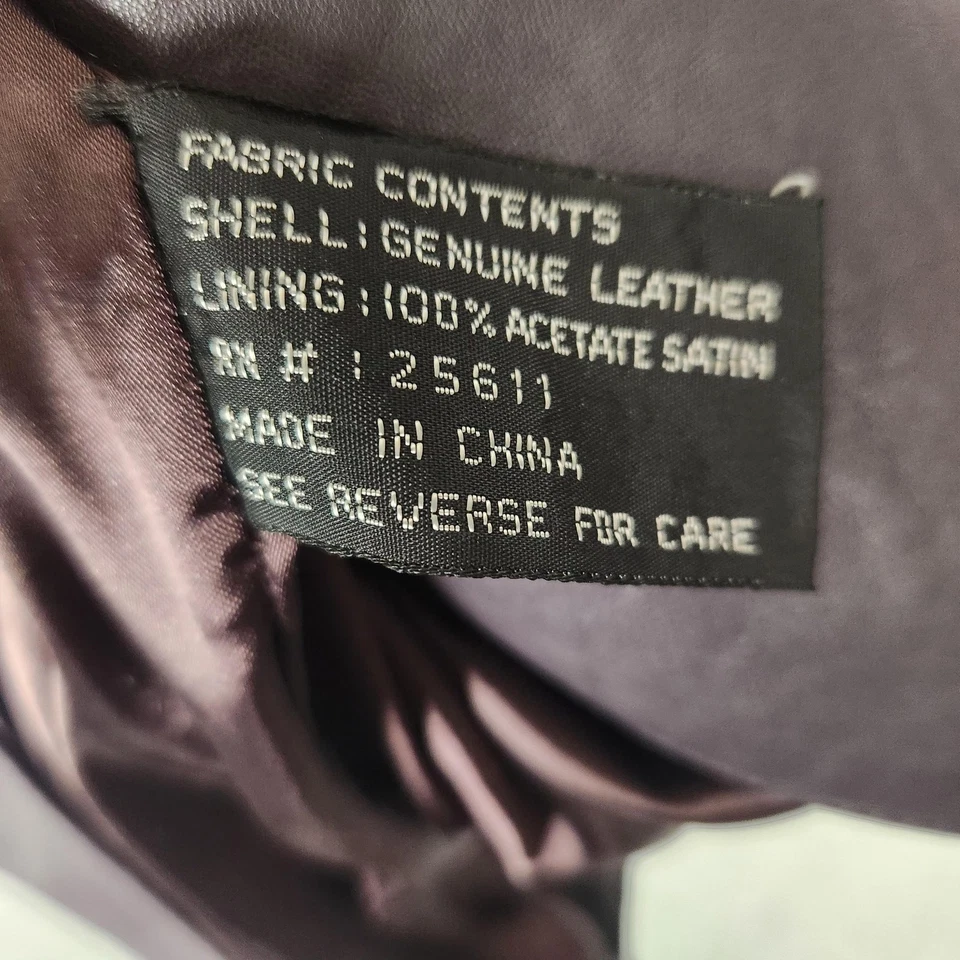 FABRIC CONTENTS
SHELL: GENUINE LEATHER
LINING: 100% ACETATE SATIN
RN #: 25611
MADE IN CHINA
SEE REVERSE FOR CARE